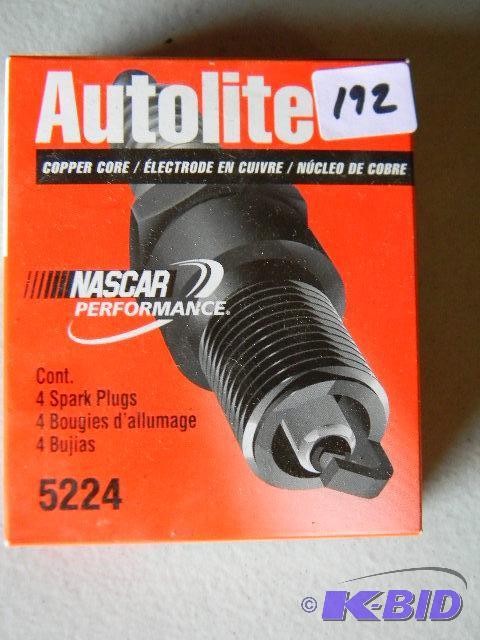 Autolite
192
COPPER CORE / ÉLECTRODE EN CUIVRE / NÚCLEO DE COBRE
NASCAR
PERFORMANCE.
Cont.
4 Spark Plugs
4 Bougies d'allumage
4 Bujias
5224
© K-BID